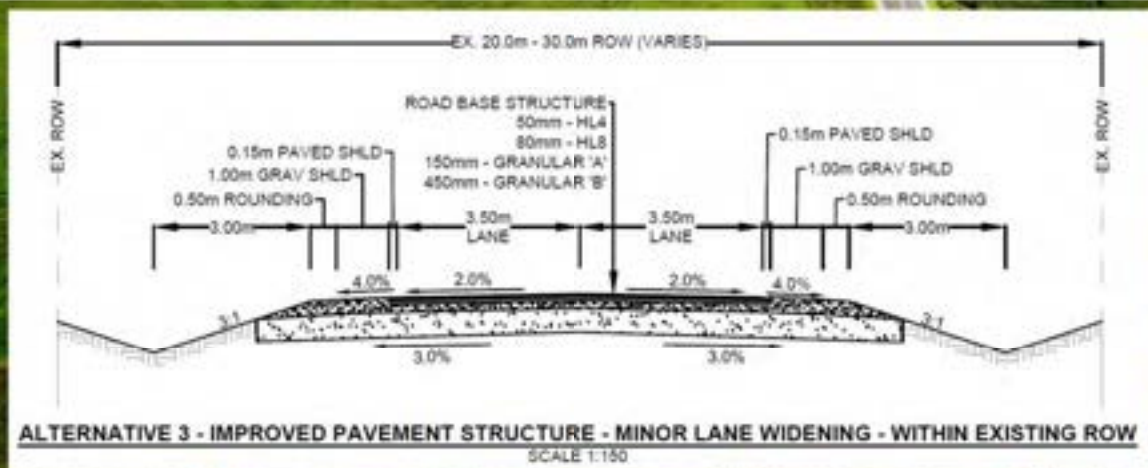 EX. 20.0m - 30.0m ROW (VARIES)
EX. ROW
EX. ROW
ROAD BASE STRUCTURE
50mm - HL4
80mm - HL8
150mm - GRANULAR 'A'
450mm - GRANULAR 'B'
0.15m PAVED SHLD
1.00m GRAV SHLD
0.50m ROUNDING
0.15m PAVED SHLD
1.00m GRAV SHLD
0.50m ROUNDING
3.00m
3.50m
LANE
3.50m
LANE
3.00m
4.0%
2.0%
2.0%
4.0%
3:1
3:1
3.0%
3.0%
ALTERNATIVE 3 - IMPROVED PAVEMENT STRUCTURE - MINOR LANE WIDENING - WITHIN EXISTING ROW
SCALE 1:150